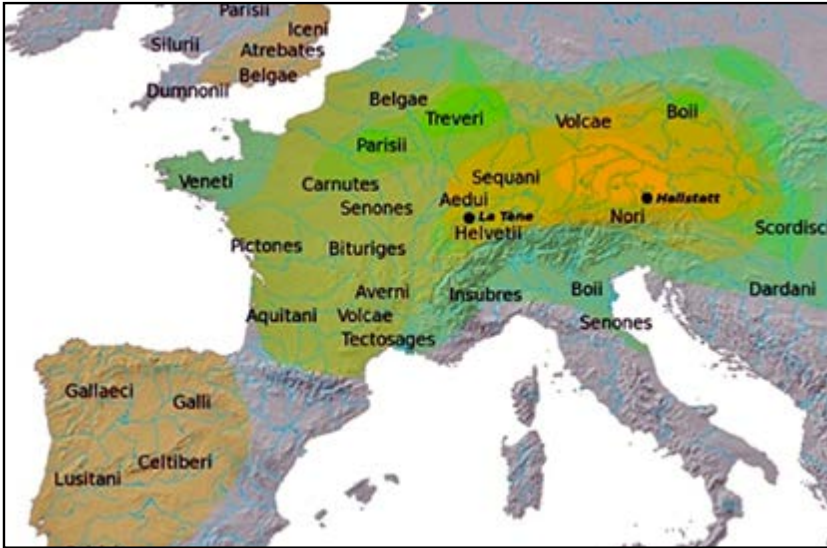 Parisii
Iceni
Silurii
Atrebates
Belgae
Dumnonii
Belgae
Treveri
Volcae
Boii
Parisii
Veneti
Carnutes
Sequani
Senones
Aedui
Hallstatt
La Tène
Nori
Helvetii
Scordisci
Pictones
Bituriges
Averni
Insubres
Boii
Dardani
Aquitani
Volcae
Tectosages
Senones
Gallaeci
Galli
Celtiberi
Lusitani